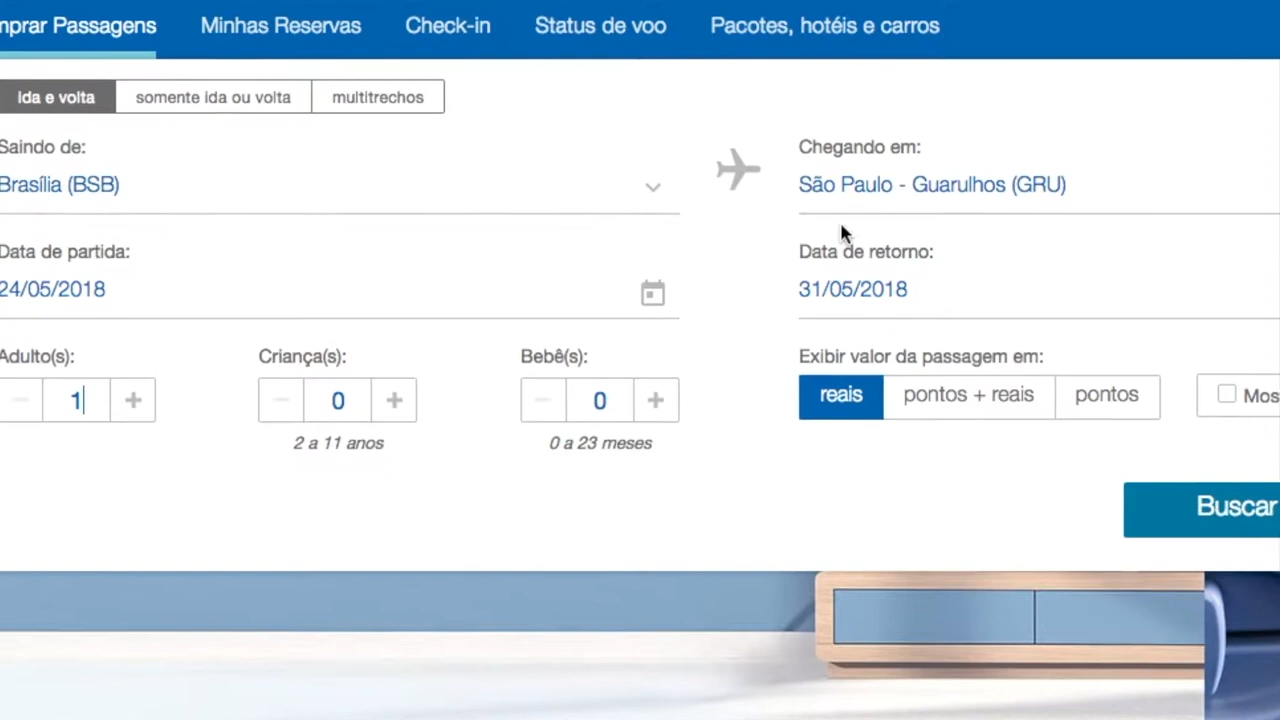 mprar Passagens Minhas Reservas Check-in Status de voo Pacotes, hotéis e carros
ida e volta somente ida ou volta multitrechos
Saindo de: Chegando em:
Brasília (BSB) São Paulo - Guarulhos (GRU)
Data de partida: Data de retorno:
24/05/2018 31/05/2018
Adulto(s): Criança(s): Bebê(s): Exibir valor da passagem em:
− 1 + − 0 + − 0 + reais pontos + reais pontos Mos
2 a 11 anos 0 a 23 meses
Buscar